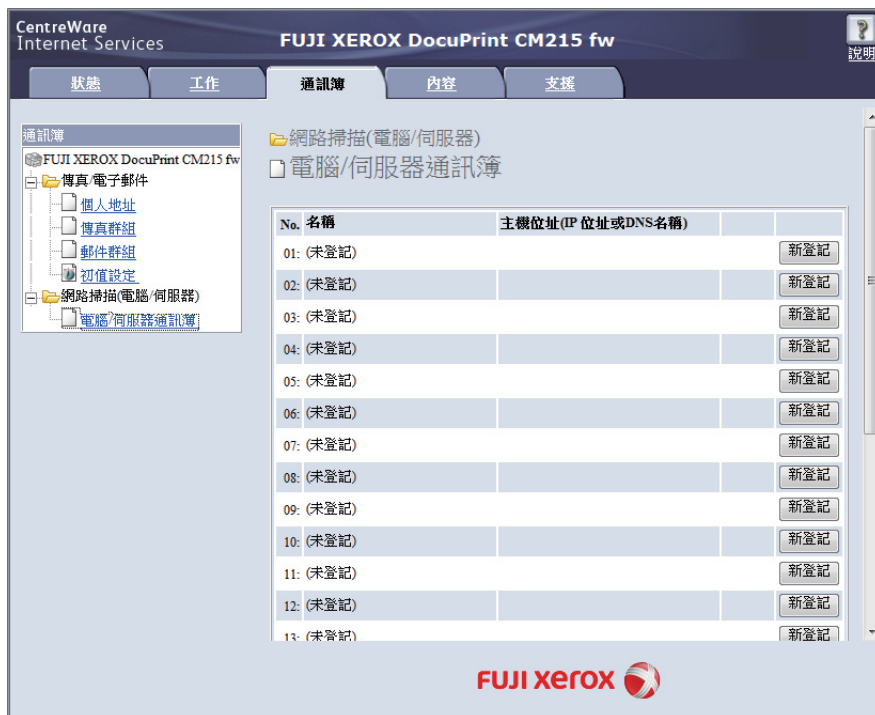 CentreWare
Internet Services
FUJI XEROX DocuPrint CM215 fw
?
說明
狀態
工作
通訊簿
內容
支援
通訊簿
FUJI XEROX DocuPrint CM215 fw
傳真/電子郵件
個人地址
傳真群組
郵件群組
初值設定
網路掃描(電腦/伺服器)
電腦/伺服器通訊簿
網路掃描(電腦/伺服器)
電腦/伺服器通訊簿
No. 名稱 主機位址(IP 位址或DNS名稱)
01: (未登記) 新登記
02: (未登記) 新登記
03: (未登記) 新登記
04: (未登記) 新登記
05: (未登記) 新登記
06: (未登記) 新登記
07: (未登記) 新登記
08: (未登記) 新登記
09: (未登記) 新登記
10: (未登記) 新登記
11: (未登記) 新登記
12: (未登記) 新登記
13: (未登記) 新登記
FUJI xerox